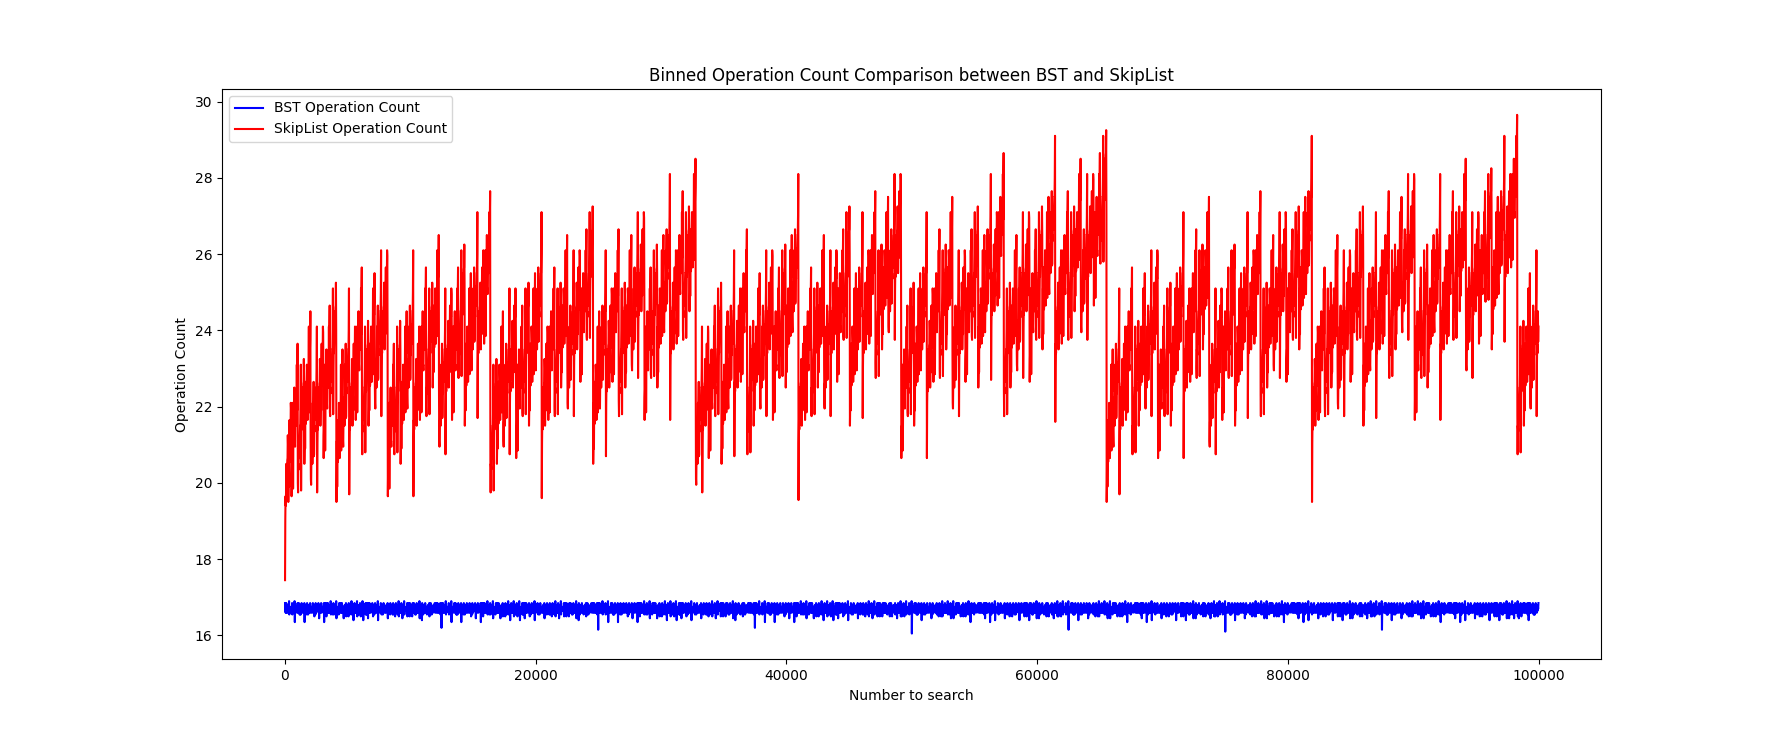 Binned Operation Count Comparison between BST and SkipList
BST Operation Count
SkipList Operation Count
Operation Count
30
28
26
24
22
20
18
16
0
20000
40000
60000
80000
100000
Number to search